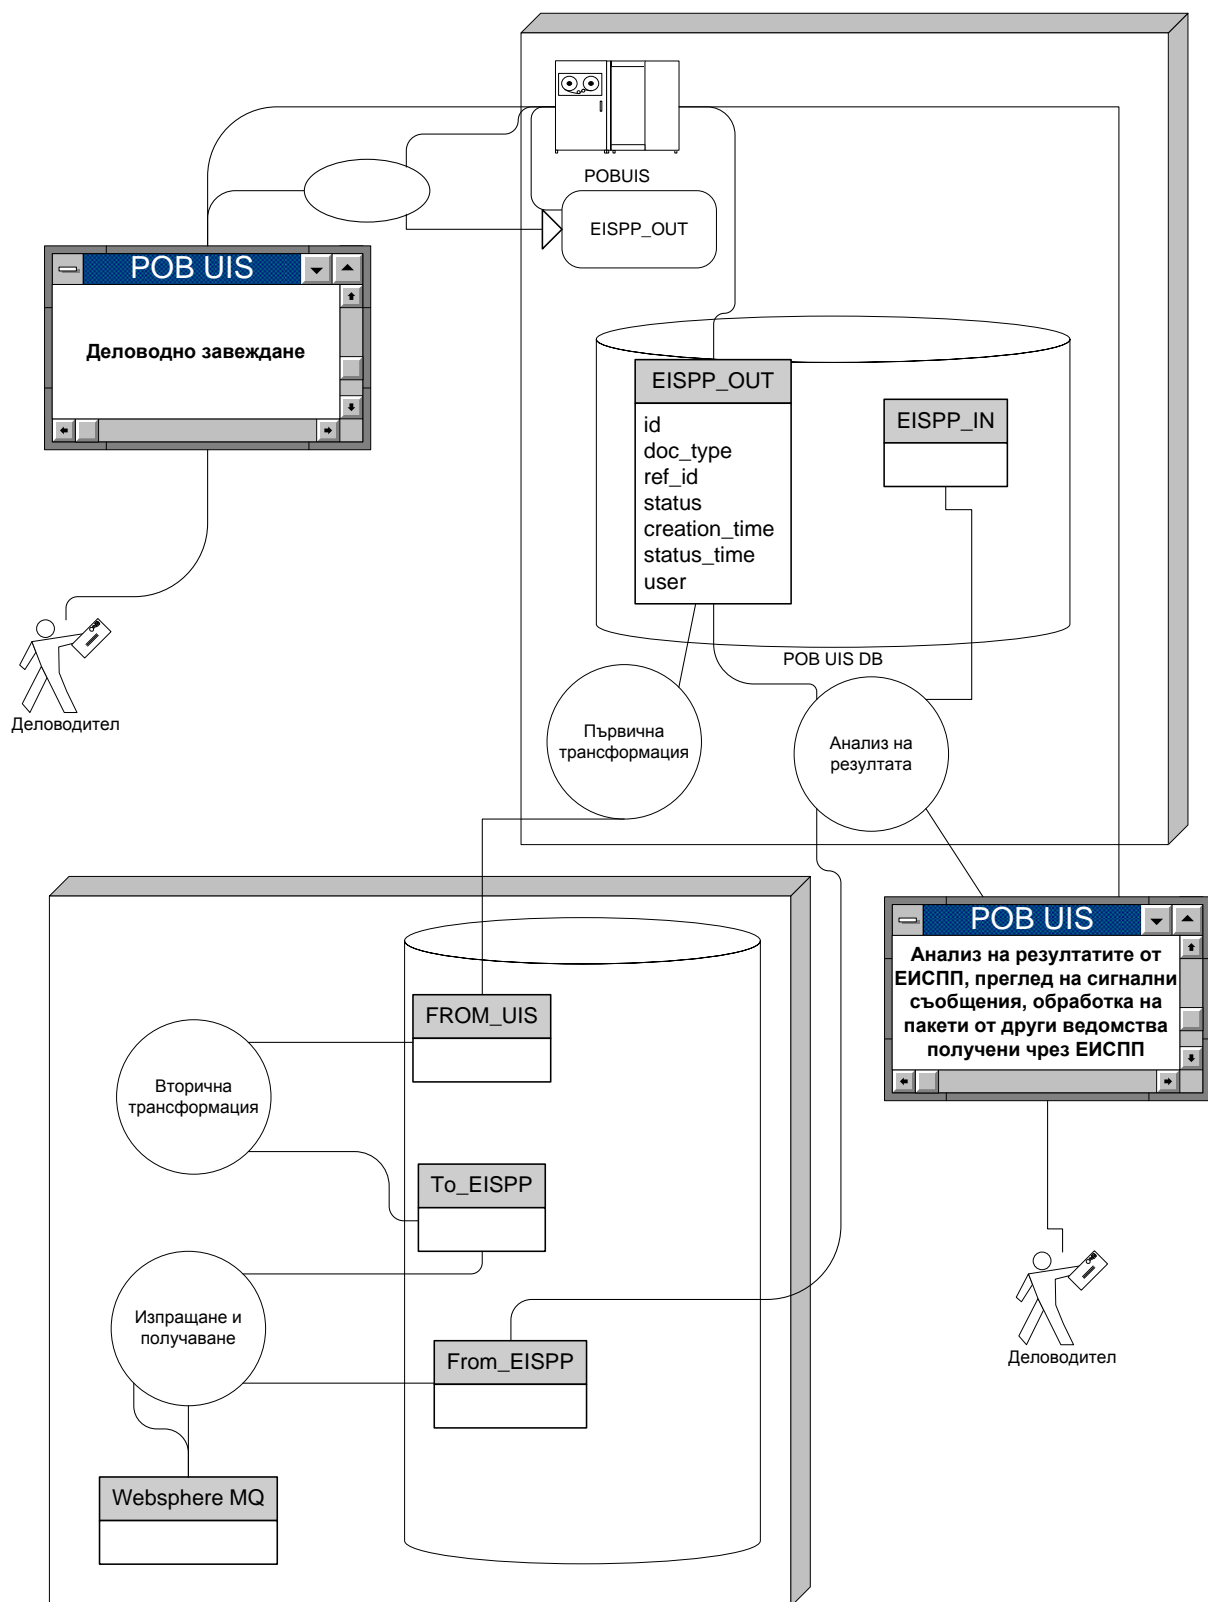 POBUIS
EISPP_OUT
POB UIS
Деловодно завеждане
EISPP_OUT
id
doc_type
ref_id
status
creation_time
status_time
user
EISPP_IN
POB UIS DB
Деловодител
Първична
трансформация
Анализ на
резултата
POB UIS
Анализ на резултатите от
ЕИСПП, преглед на сигнални
съобщения, обработка на
пакети от други ведомства
получени чрез ЕИСПП
FROM_UIS
Вторична
трансформация
To_EISPP
Изпращане и
получаване
From_EISPP
Деловодител
Websphere MQ